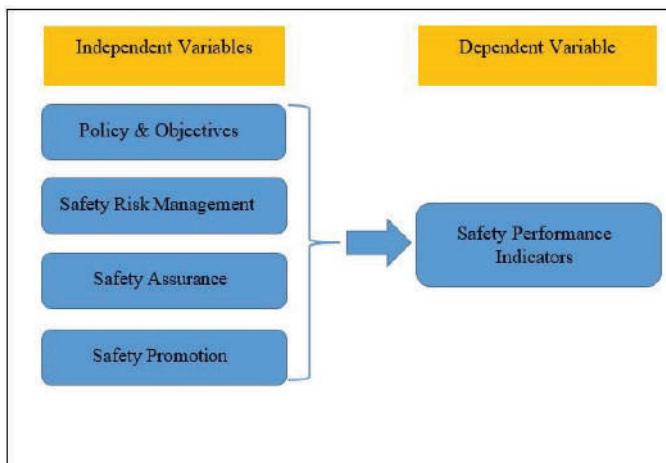 Independent Variables
Dependent Variable
Policy & Objectives
Safety Risk Management
Safety Assurance
Safety Promotion
Safety Performance
Indicators